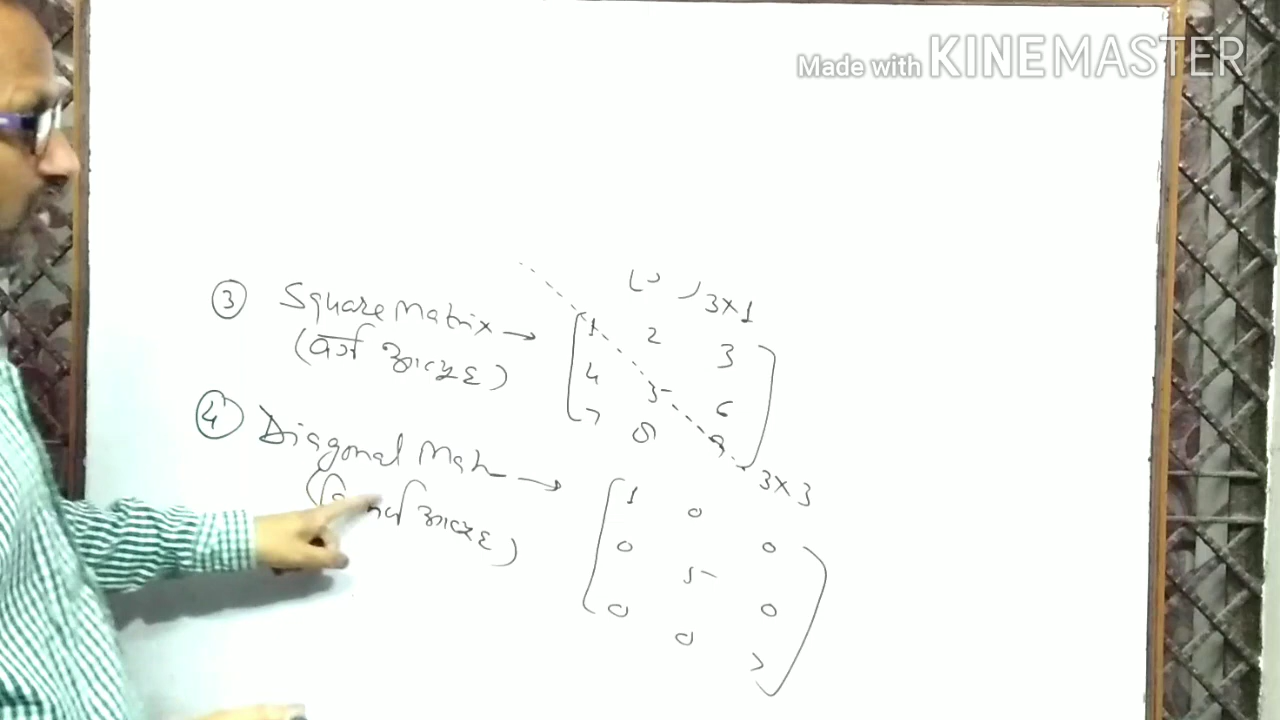 Made with KINEMASTER
3×1
③ Square Matrix → [1 2 3
(वर्ग आव्यूह) 4 5 6
7 8 9] 3×3
④ Diagonal →
[1 0 0
आव्यूह) 0 5 0
0 0 7]